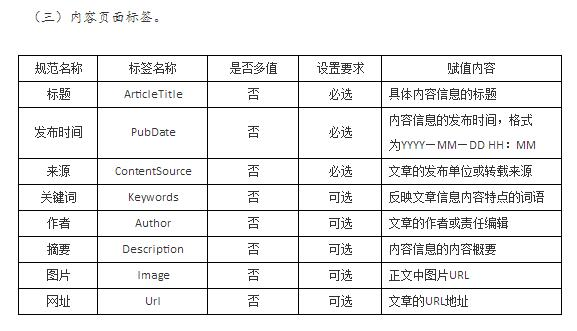 （三）内容页面标签。
规范名称 标签名称 是否多值 设置要求 赋值内容
标题 ArticleTitle 否 必选 具体内容信息的标题
发布时间 PubDate 否 必选 内容信息的发布时间，格式
为YYYY—MM—DD HH：MM
来源 ContentSource 否 必选 文章的发布单位或转载来源
关键词 Keywords 否 可选 反映文章信息内容特点的词语
作者 Author 否 可选 文章的作者或责任编辑
摘要 Description 否 可选 内容信息的内容概要
图片 Image 否 可选 正文中图片URL
网址 Url 否 可选 文章的URL地址